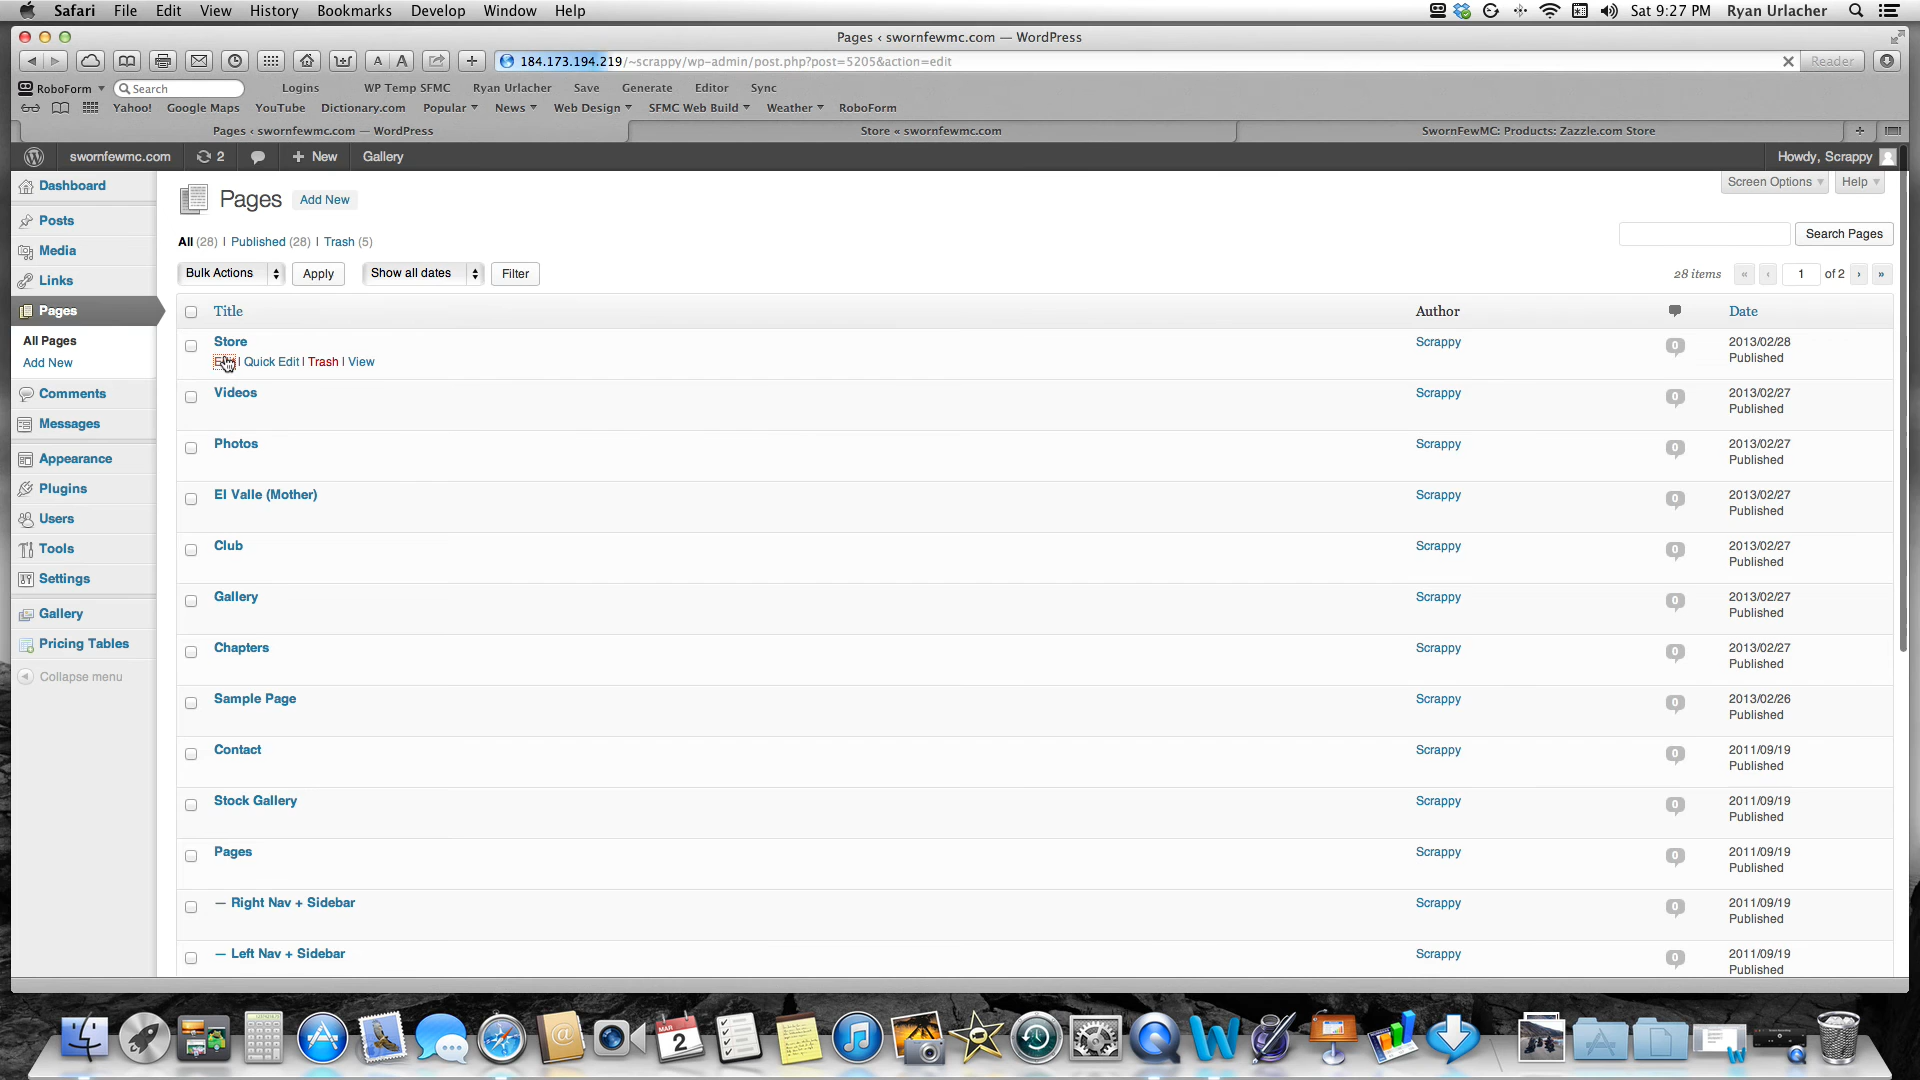 Safari File Edit View History Bookmarks Develop Window Help Sat 9:27 PM Ryan Urlacher
Pages ‹ swornfewmc.com — WordPress
A A 184.173.194.219/~scrappy/wp-admin/post.php?post=5205&action=edit Reader
RoboForm Search Logins WP Temp SFMC Ryan Urlacher Save Generate Editor Sync
Yahoo! Google Maps YouTube Dictionary.com Popular News Web Design SFMC Web Build Weather RoboForm
Pages ‹ swornfewmc.com — WordPress Store « swornfewmc.com SwornFewMC: Products: Zazzle.com Store
swornfewmc.com 2 + New Gallery Howdy, Scrappy
Dashboard
Posts
Media
Links
Pages
All Pages
Add New
Comments
Messages
Appearance
Plugins
Users
Tools
Settings
Gallery
Pricing Tables
Collapse menu
Pages Add New Screen Options Help
All (28) | Published (28) | Trash (5) Search Pages
Bulk Actions Apply Show all dates Filter 28 items « ‹ 1 of 2 › »
Title Author Date
Store Scrappy 0 2013/02/28
| Quick Edit | Trash | View Published
Videos Scrappy 0 2013/02/27
Published
Photos Scrappy 0 2013/02/27
Published
El Valle (Mother) Scrappy 0 2013/02/27
Published
Club Scrappy 0 2013/02/27
Published
Gallery Scrappy 0 2013/02/27
Published
Chapters Scrappy 0 2013/02/27
Published
Sample Page Scrappy 0 2013/02/26
Published
Contact Scrappy 0 2011/09/19
Published
Stock Gallery Scrappy 0 2011/09/19
Published
Pages Scrappy 0 2011/09/19
Published
— Right Nav + Sidebar Scrappy 0 2011/09/19
Published
— Left Nav + Sidebar Scrappy 0 2011/09/19
Published
MAR
2